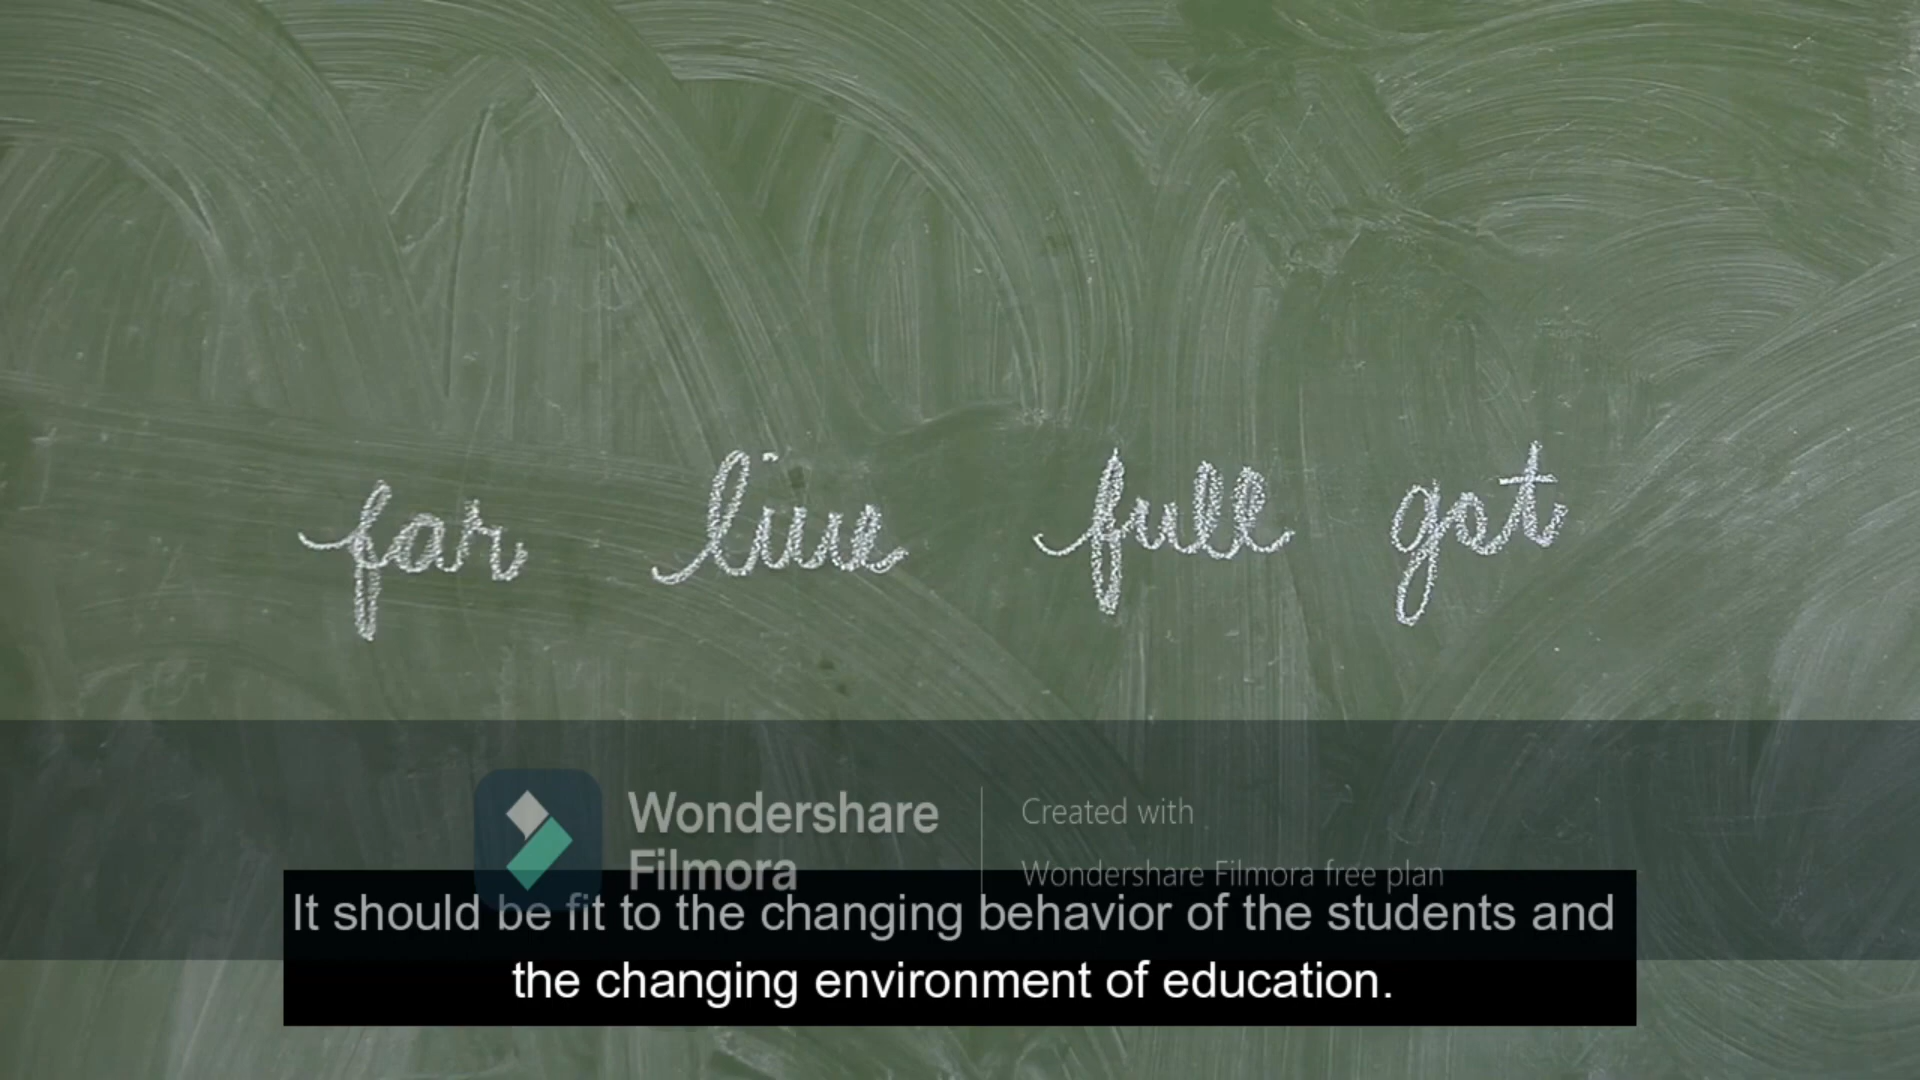 far live full got
Wondershare
Filmora
Created with
Wondershare Filmora free plan
It should be fit to the changing behavior of the students and
the changing environment of education.